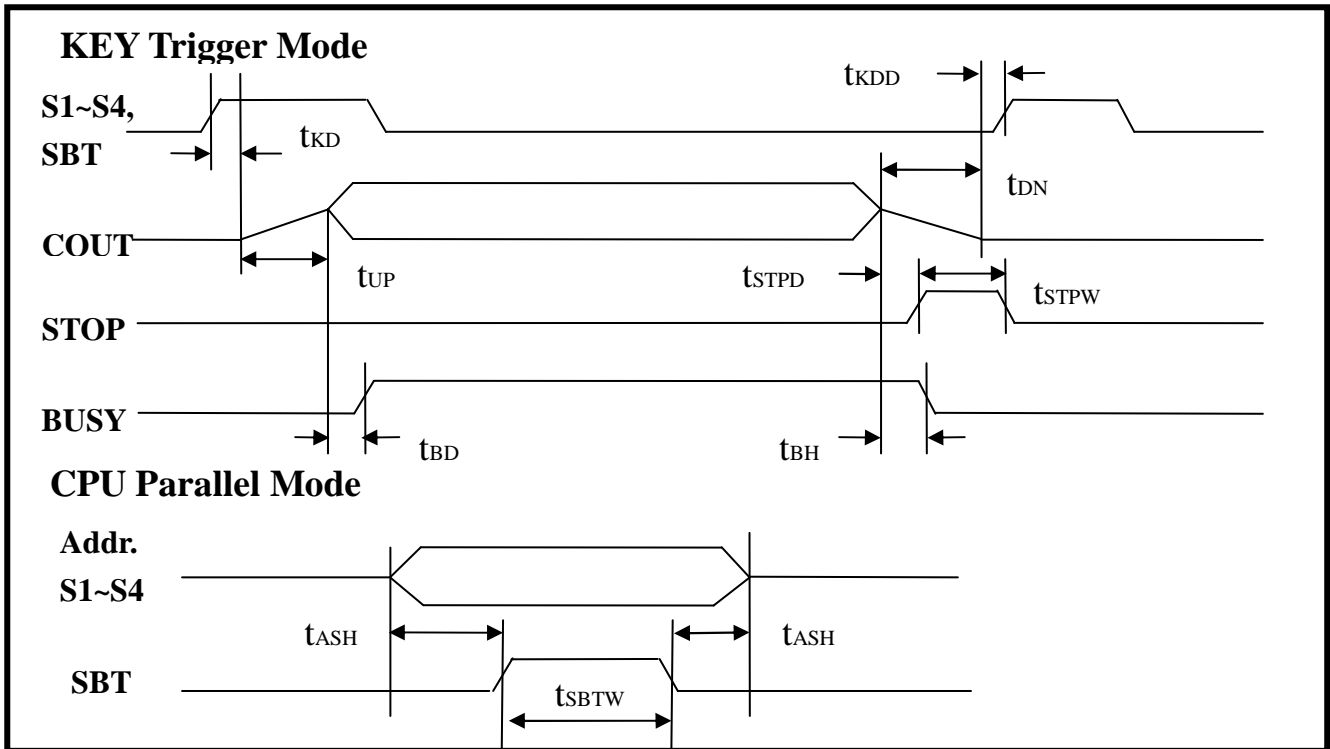 KEY Trigger Mode
tKDD
S1~S4,
SBT
tKD
tDN
COUT
tUP
tSTPD
tSTPW
STOP
BUSY
tBD
tBH
CPU Parallel Mode
Addr.
S1~S4
tASH
tASH
SBT
tSBTW